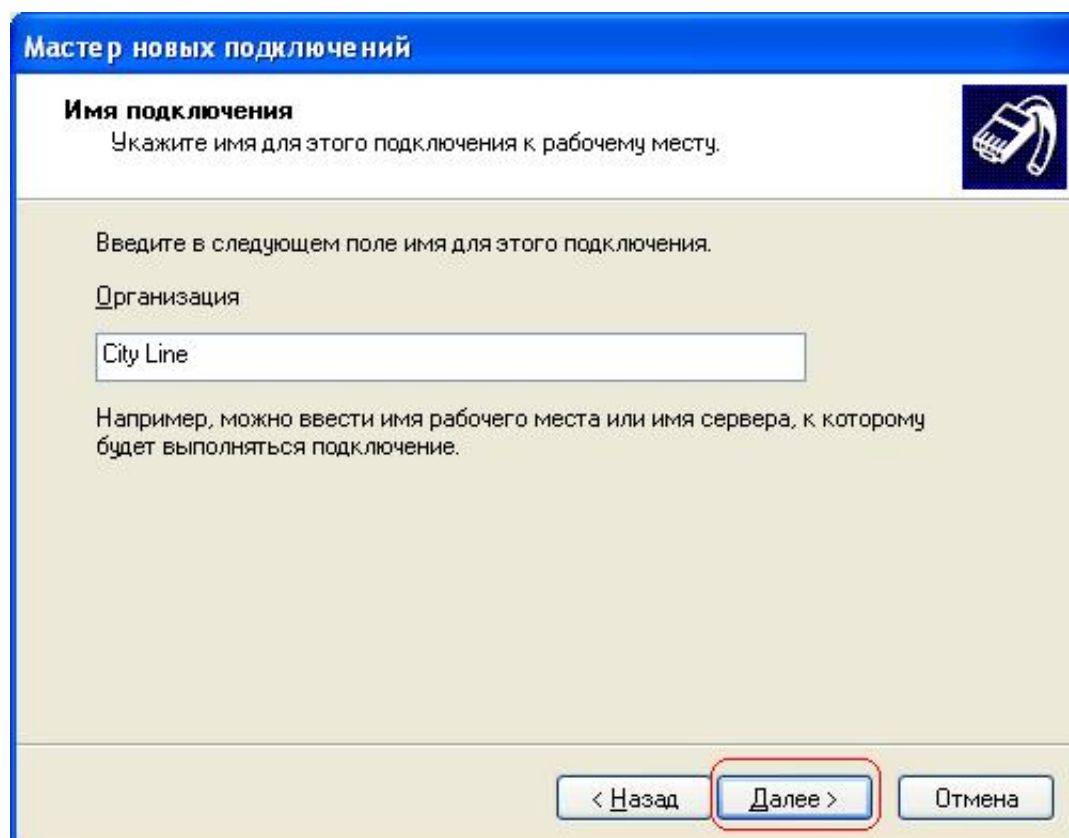 Мастер новых подключений
Имя подключения
Укажите имя для этого подключения к рабочему месту.
Введите в следующем поле имя для этого подключения.
Организация
City Line
Например, можно ввести имя рабочего места или имя сервера, к которому
будет выполняться подключение.
< Назад
Далее >
Отмена